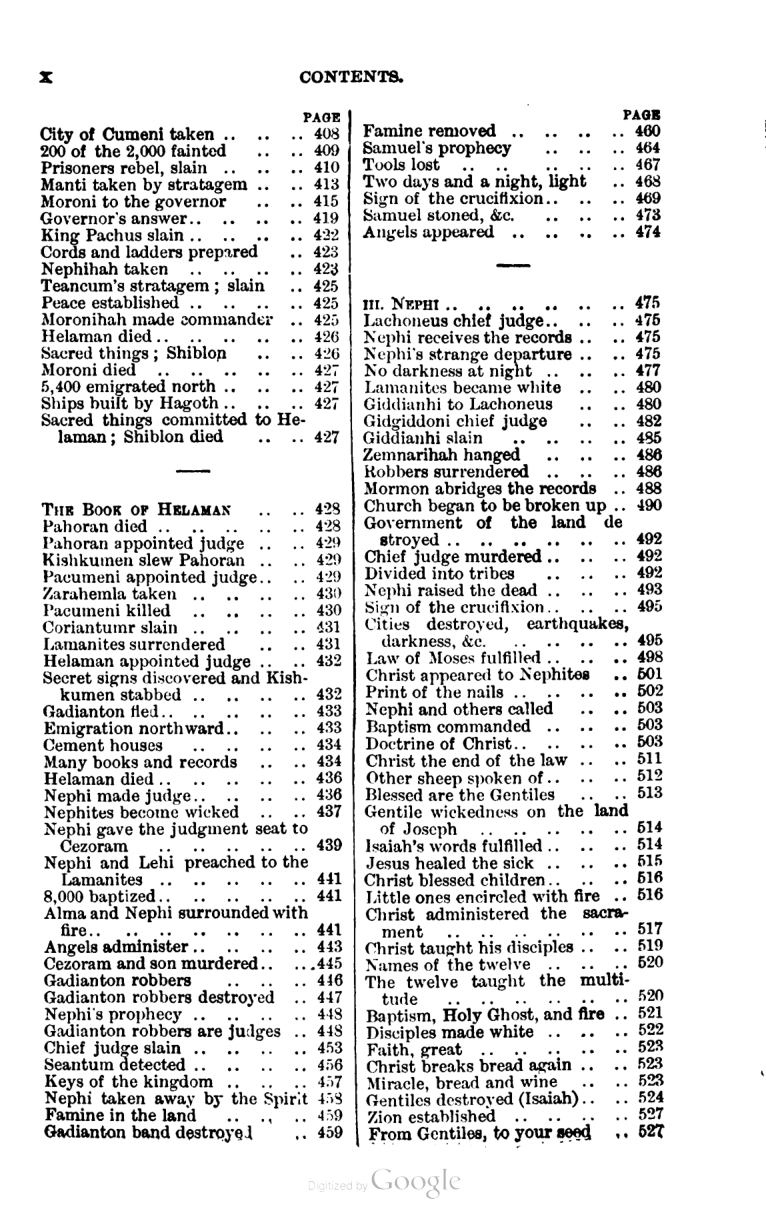 X
CONTENTS.
PAGE
City of Cumeni taken .. .. .. 408
200 of the 2,000 fainted .. .. 409
Prisoners rebel, slain .. .. .. 410
Manti taken by stratagem .. .. 413
Moroni to the governor .. .. 415
Governor's answer.. .. .. .. 419
King Pachus slain .. .. .. .. 422
Cords and ladders prepared .. 423
Nephihah taken .. .. .. .. 423
Teancum's stratagem ; slain .. 425
Peace established .. .. .. .. 425
Moronihah made commander .. 425
Helaman died .. .. .. .. .. 426
Sacred things ; Shiblon .. .. 426
Moroni died .. .. .. .. .. 427
5,400 emigrated north .. .. .. 427
Ships built by Hagoth .. .. .. 427
Sacred things committed to He-
laman ; Shiblon died .. .. 427
THE BOOK OF HELAMAN .. .. 428
Pahoran died .. .. .. .. .. 428
Pahoran appointed judge .. .. 429
Kishkumen slew Pahoran .. .. 429
Pacumeni appointed judge.. .. 429
Zarahemla taken .. .. .. .. 430
Pacumeni killed .. .. .. .. 430
Coriantumr slain .. .. .. .. 431
Lamanites surrendered .. .. 431
Helaman appointed judge .. .. 432
Secret signs discovered and Kish-
kumen stabbed .. .. .. .. 432
Gadianton fled.. .. .. .. .. 433
Emigration northward.. .. .. 433
Cement houses .. .. .. .. 434
Many books and records .. .. 434
Helaman died .. .. .. .. .. 436
Nephi made judge.. .. .. .. 436
Nephites become wicked .. .. 437
Nephi gave the judgment seat to
Cezoram .. .. .. .. .. 439
Nephi and Lehi preached to the
Lamanites .. .. .. .. .. 441
8,000 baptized.. .. .. .. .. 441
Alma and Nephi surrounded with
fire.. .. .. .. .. .. .. 441
Angels administer .. .. .. .. 443
Cezoram and son murdered.. .. 445
Gadianton robbers .. .. .. 446
Gadianton robbers destroyed .. 447
Nephi's prophecy .. .. .. .. 448
Gadianton robbers are judges .. 448
Chief judge slain .. .. .. .. 453
Seantum detected .. .. .. .. 456
Keys of the kingdom .. .. .. 457
Nephi taken away by the Spirit 458
Famine in the land .. .. .. 459
Gadianton band destroyed .. 459
PAGE
Famine removed .. .. .. .. 460
Samuel's prophecy .. .. .. 464
Tools lost .. .. .. .. .. 467
Two days and a night, light .. 468
Sign of the crucifixion.. .. .. 469
Samuel stoned, &c. .. .. .. 473
Angels appeared .. .. .. .. 474
III. NEPHI .. .. .. .. .. .. 475
Lachoneus chief judge.. .. .. 475
Nephi receives the records .. .. 475
Nephi's strange departure .. .. 475
No darkness at night .. .. .. 477
Lamanites became white .. .. 480
Giddianhi to Lachoneus .. .. 480
Gidgiddoni chief judge .. .. 482
Giddianhi slain .. .. .. .. 485
Zemnarihah hanged .. .. .. 486
Robbers surrendered .. .. .. 486
Mormon abridges the records .. 488
Church began to be broken up .. 490
Government of the land de
stroyed .. .. .. .. .. .. 492
Chief judge murdered .. .. .. 492
Divided into tribes .. .. .. 492
Nephi raised the dead .. .. .. 493
Sign of the crucifixion.. .. .. 495
Cities destroyed, earthquakes,
darkness, &c. .. .. .. .. 495
Law of Moses fulfilled .. .. .. 498
Christ appeared to Nephites .. 501
Print of the nails .. .. .. .. 502
Nephi and others called .. .. 503
Baptism commanded .. .. .. 503
Doctrine of Christ.. .. .. .. 503
Christ the end of the law .. .. 511
Other sheep spoken of .. .. .. 512
Blessed are the Gentiles .. .. 513
Gentile wickedness on the land
of Joseph .. .. .. .. .. 514
Isaiah's words fulfilled .. .. .. 514
Jesus healed the sick .. .. .. 515
Christ blessed children.. .. .. 516
Little ones encircled with fire .. 516
Christ administered the sacra-
ment .. .. .. .. .. .. 517
Christ taught his disciples .. .. 519
Names of the twelve .. .. .. 520
The twelve taught the multi-
tude .. .. .. .. .. .. 520
Baptism, Holy Ghost, and fire .. 521
Disciples made white .. .. .. 522
Faith, great .. .. .. .. .. 523
Christ breaks bread again .. .. 523
Miracle, bread and wine .. .. 523
Gentiles destroyed (Isaiah).. .. 524
Zion established .. .. .. .. 527
From Gentiles, to your seed .. 527
Digitized by Google